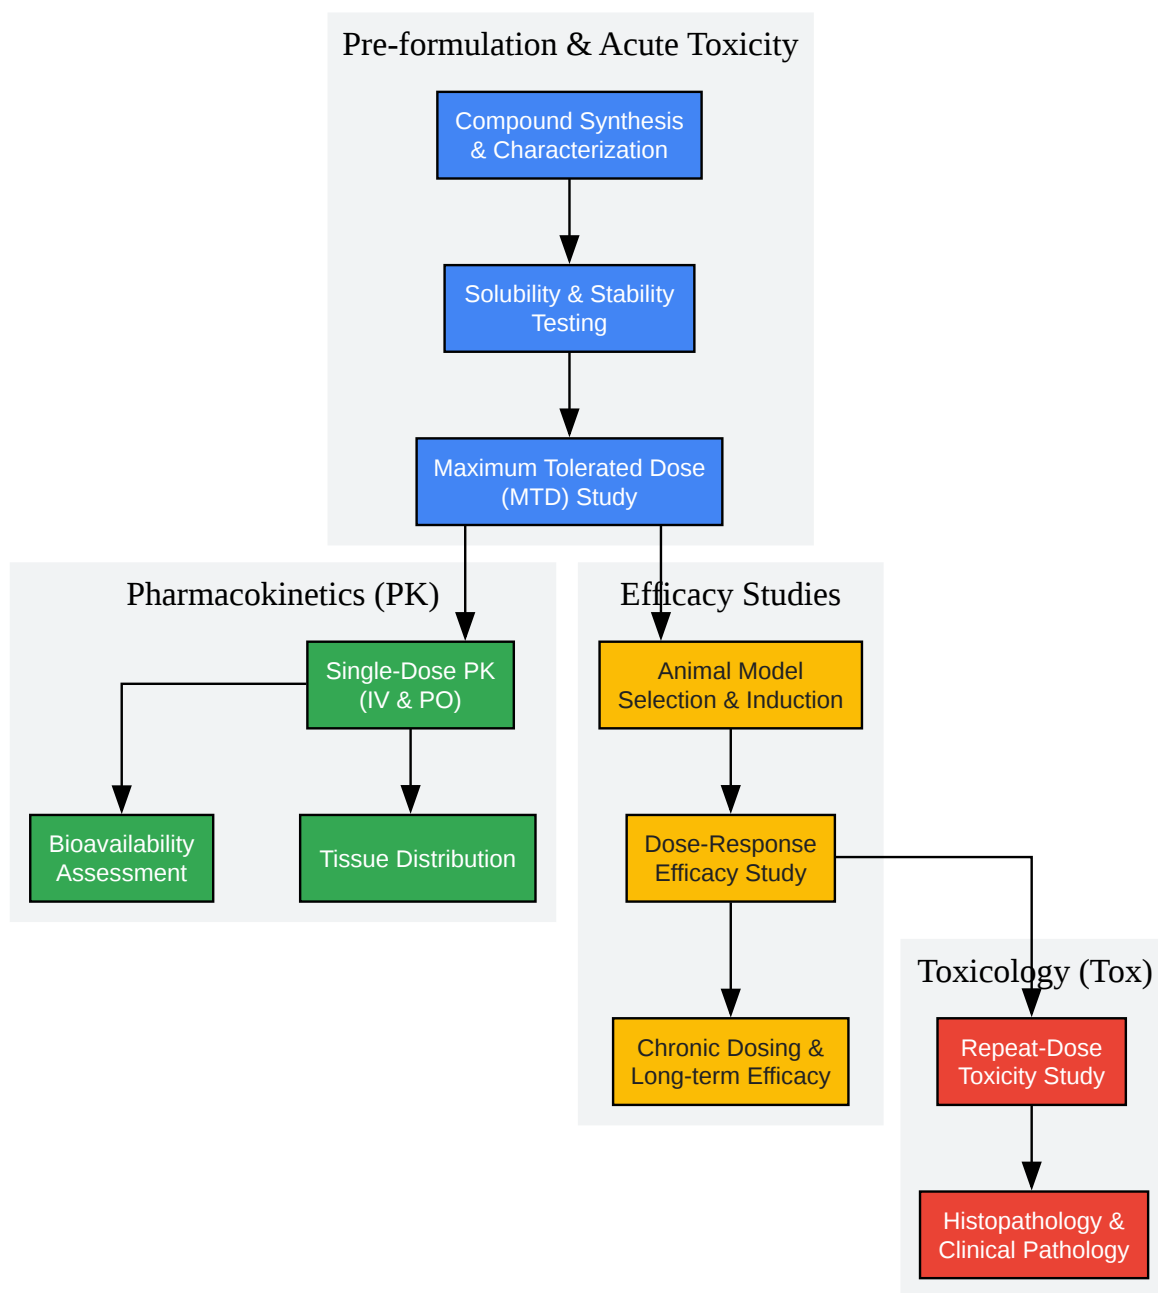 Pre-formulation & Acute Toxicity
Compound Synthesis
& Characterization
Solubility & Stability
Testing
Maximum Tolerated Dose
(MTD) Study
Pharmacokinetics (PK)
Single-Dose PK
(IV & PO)
Bioavailability
Assessment
Tissue Distribution
Efficacy Studies
Animal Model
Selection & Induction
Dose-Response
Efficacy Study
Chronic Dosing &
Long-term Efficacy
Toxicology (Tox)
Repeat-Dose
Toxicity Study
Histopathology &
Clinical Pathology